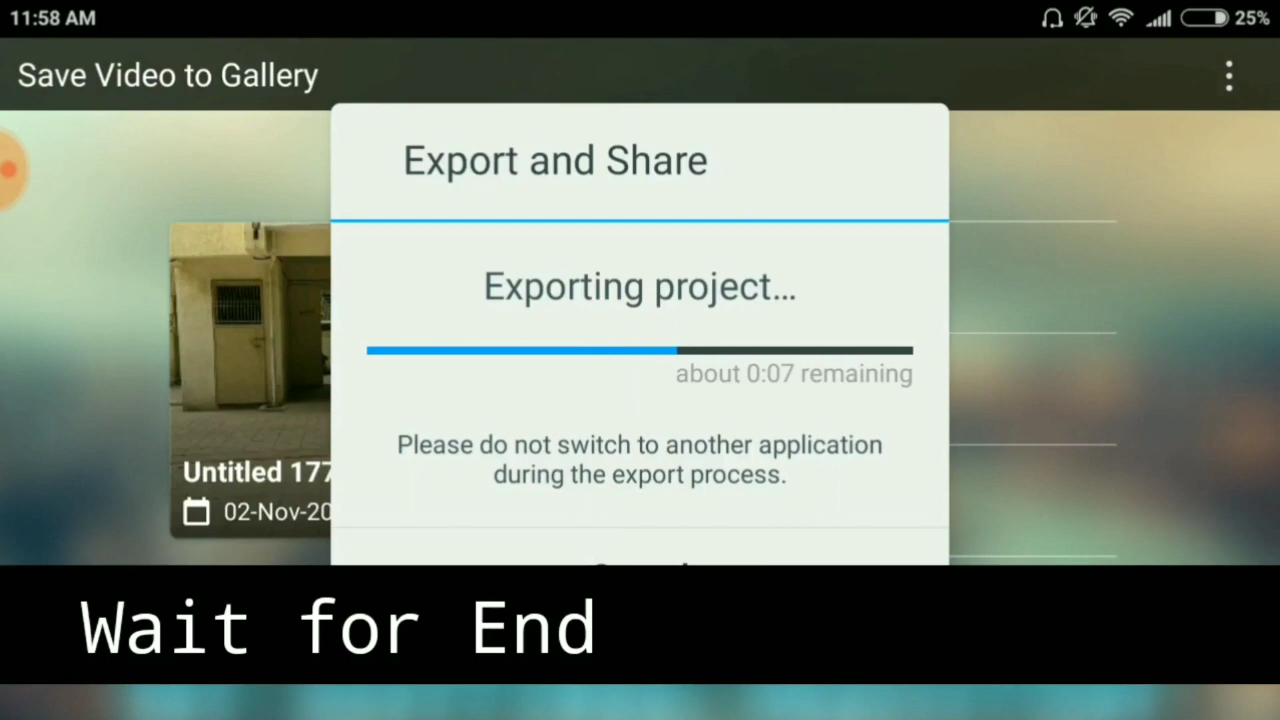 11:58 AM
25%
Save Video to Gallery
Export and Share
Exporting project...
about 0:07 remaining
Please do not switch to another application
during the export process.
Untitled 177
02-Nov-20
Wait for End